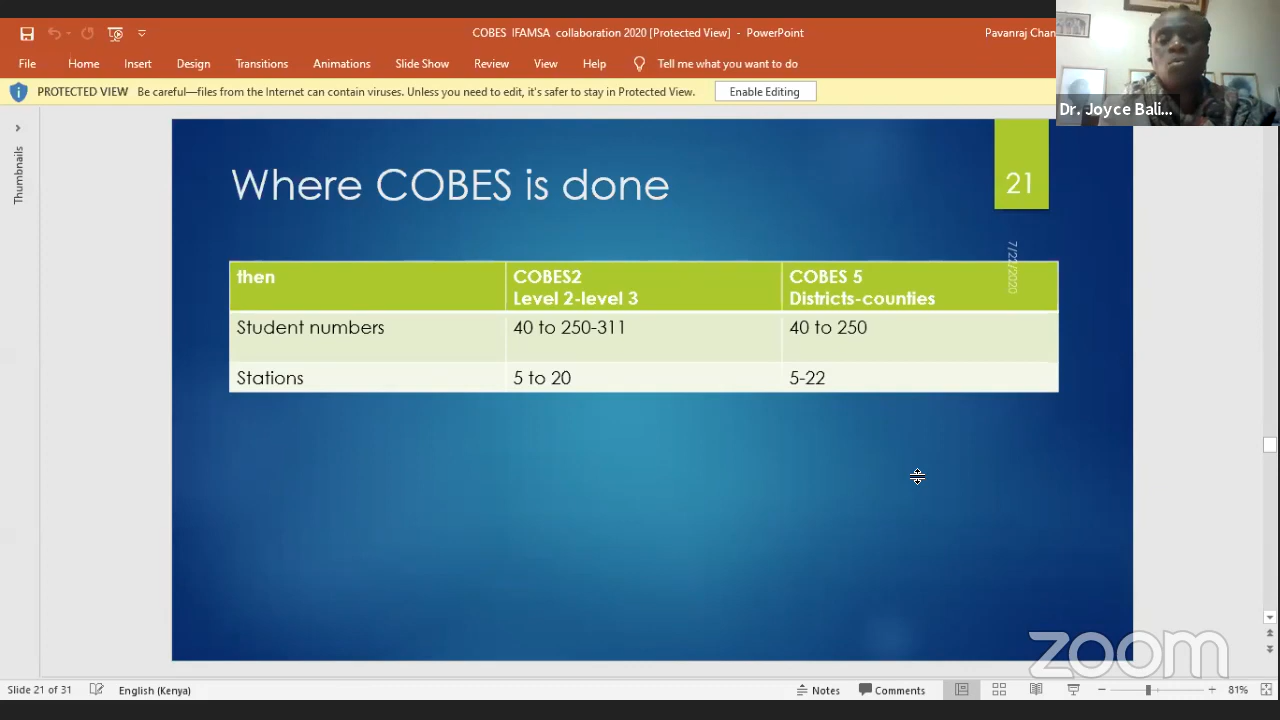 COBES IFAMSA collaboration 2020 [Protected View] - PowerPoint
Pavanraj Chan
File Home Insert Design Transitions Animations Slide Show Review View Help Tell me what you want to do
PROTECTED VIEW Be careful—files from the Internet can contain viruses. Unless you need to edit, it's safer to stay in Protected View. Enable Editing
Dr. Joyce Bali...
Thumbnails
Where COBES is done
21
7/22/2020
then COBES2 COBES 5
Level 2-level 3 Districts-counties
Student numbers 40 to 250-311 40 to 250
Stations 5 to 20 5-22
zoom
Slide 21 of 31 English (Kenya) Notes Comments 81%